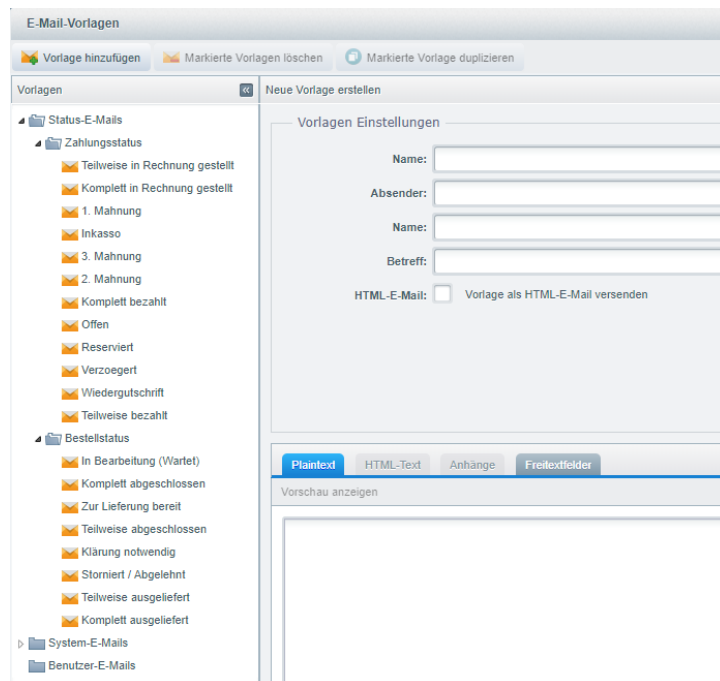 E-Mail-Vorlagen
Vorlage hinzufügen Markierte Vorlagen löschen Markierte Vorlage duplizieren
Vorlagen
Status-E-Mails
Zahlungsstatus
Teilweise in Rechnung gestellt
Komplett in Rechnung gestellt
1. Mahnung
Inkasso
3. Mahnung
2. Mahnung
Komplett bezahlt
Offen
Reserviert
Verzoegert
Wiedergutschrift
Teilweise bezahlt
Bestellstatus
In Bearbeitung (Wartet)
Komplett abgeschlossen
Zur Lieferung bereit
Teilweise abgeschlossen
Klärung notwendig
Storniert / Abgelehnt
Teilweise ausgeliefert
Komplett ausgeliefert
System-E-Mails
Benutzer-E-Mails
Neue Vorlage erstellen
Vorlagen Einstellungen
Name:
Absender:
Name:
Betreff:
HTML-E-Mail: Vorlage als HTML-E-Mail versenden
Plaintext HTML-Text Anhänge Freitextfelder
Vorschau anzeigen